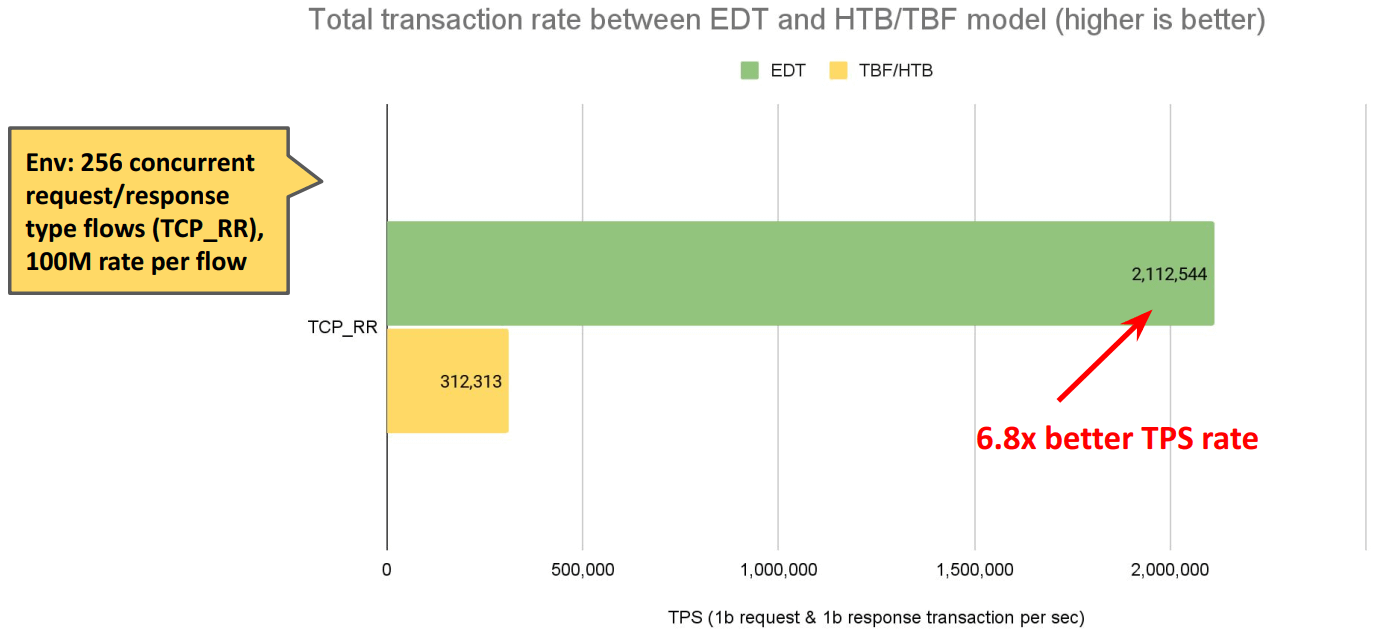 Total transaction rate between EDT and HTB/TBF model (higher is better)
EDT
TBF/HTB
Env: 256 concurrent
request/response
type flows (TCP_RR),
100M rate per flow
2,112,544
TCP_RR
312,313
6.8x better TPS rate
0
500,000
1,000,000
1,500,000
2,000,000
TPS (1b request & 1b response transaction per sec)